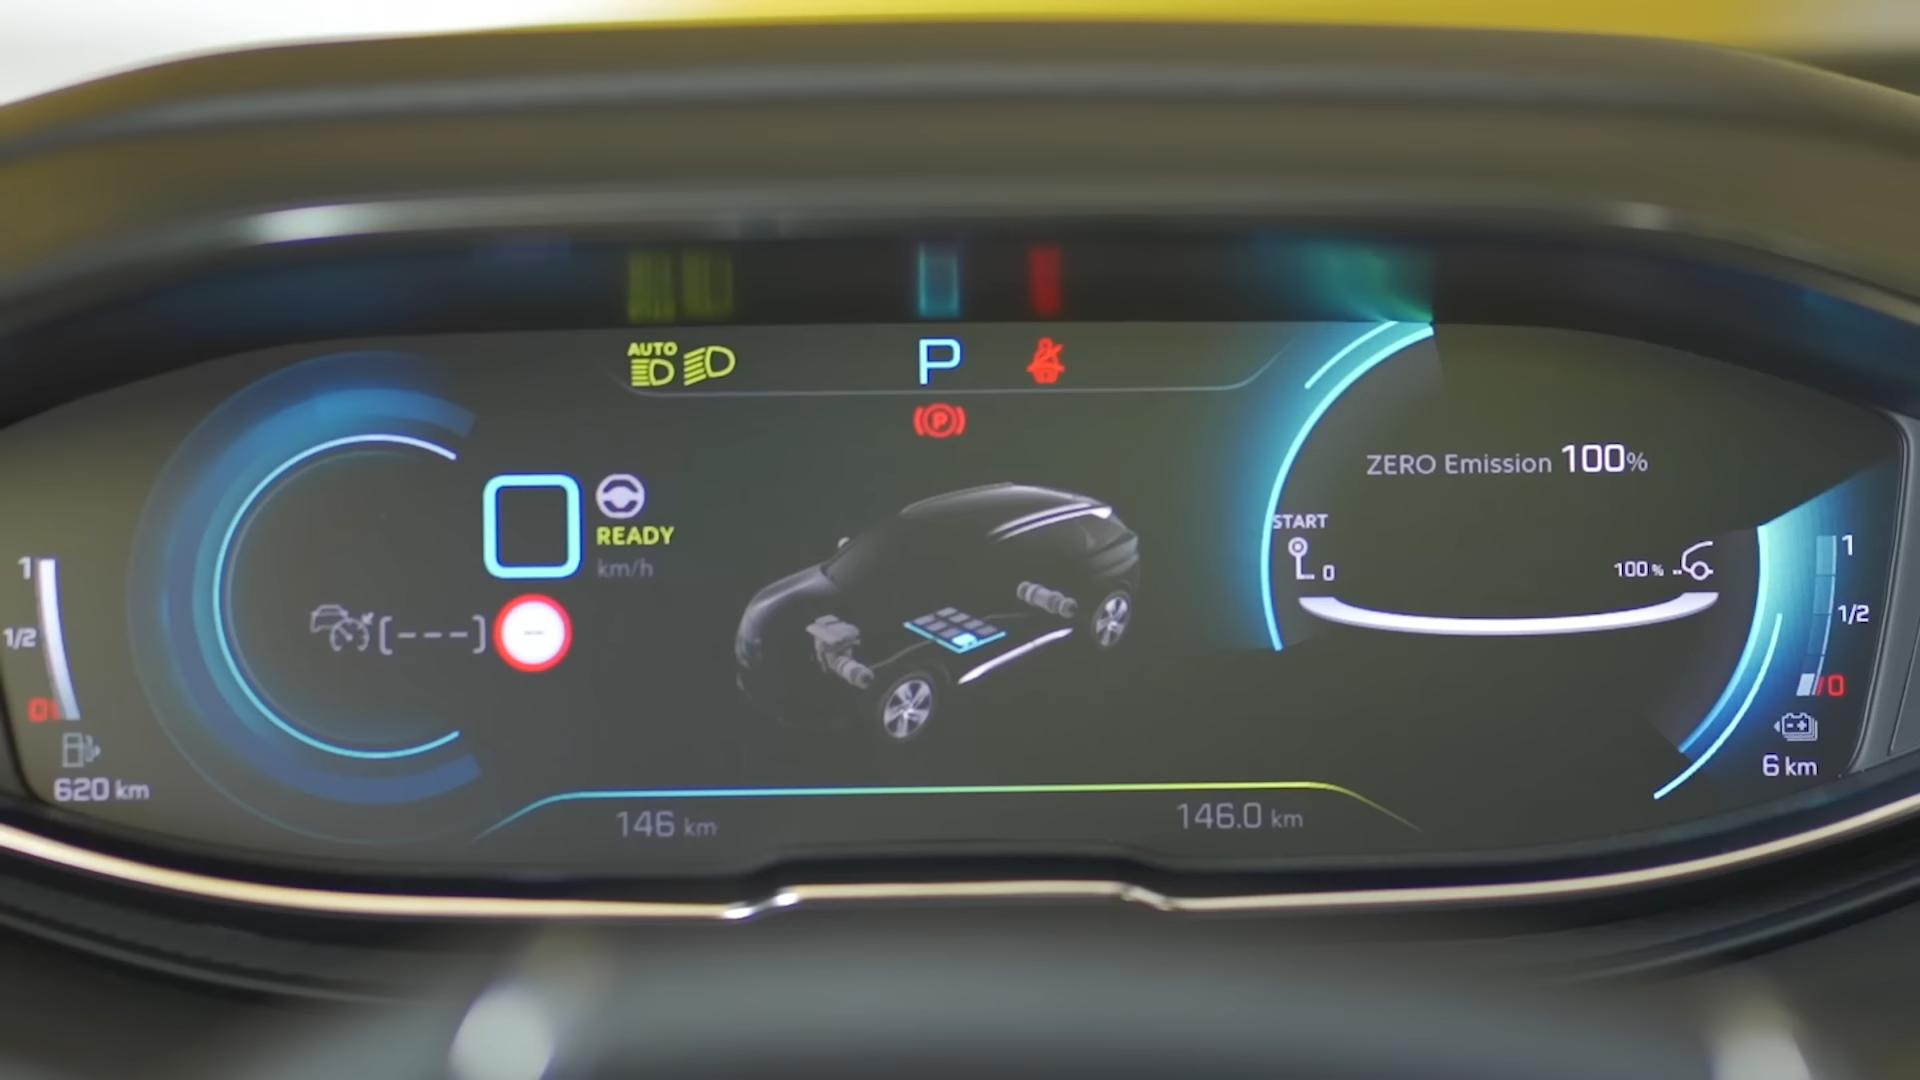 AUTO
P
P
ZERO Emission 100%
READY
km/h
START
0
100 %
[---]
1
1/2
0
620 km
1
1/2
0
6 km
146 km
146.0 km